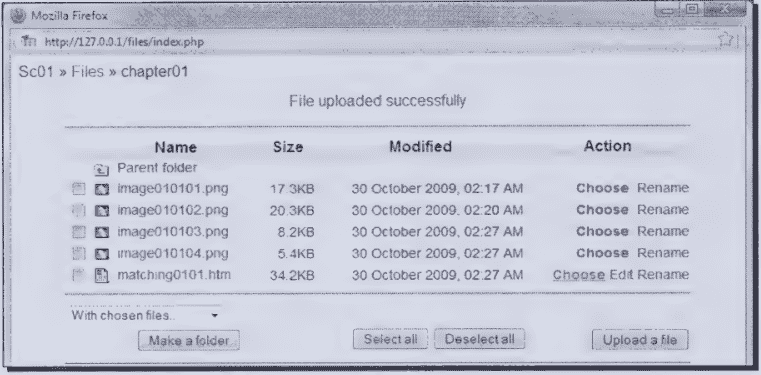 Mozilla Firefox
http://127.0.0.1/files/index.php
Sc01 » Files » chapter01
File uploaded successfully
Name Size Modified Action
Parent folder
image010101.png 17.3KB 30 October 2009, 02:17 AM Choose Rename
image010102.png 20.3KB 30 October 2009, 02:20 AM Choose Rename
image010103.png 8.2KB 30 October 2009, 02:27 AM Choose Rename
image010104.png 5.4KB 30 October 2009, 02:27 AM Choose Rename
matching0101.htm 34.2KB 30 October 2009, 02:27 AM Choose Edit Rename
With chosen files..
Make a folder Select all Deselect all Upload a file